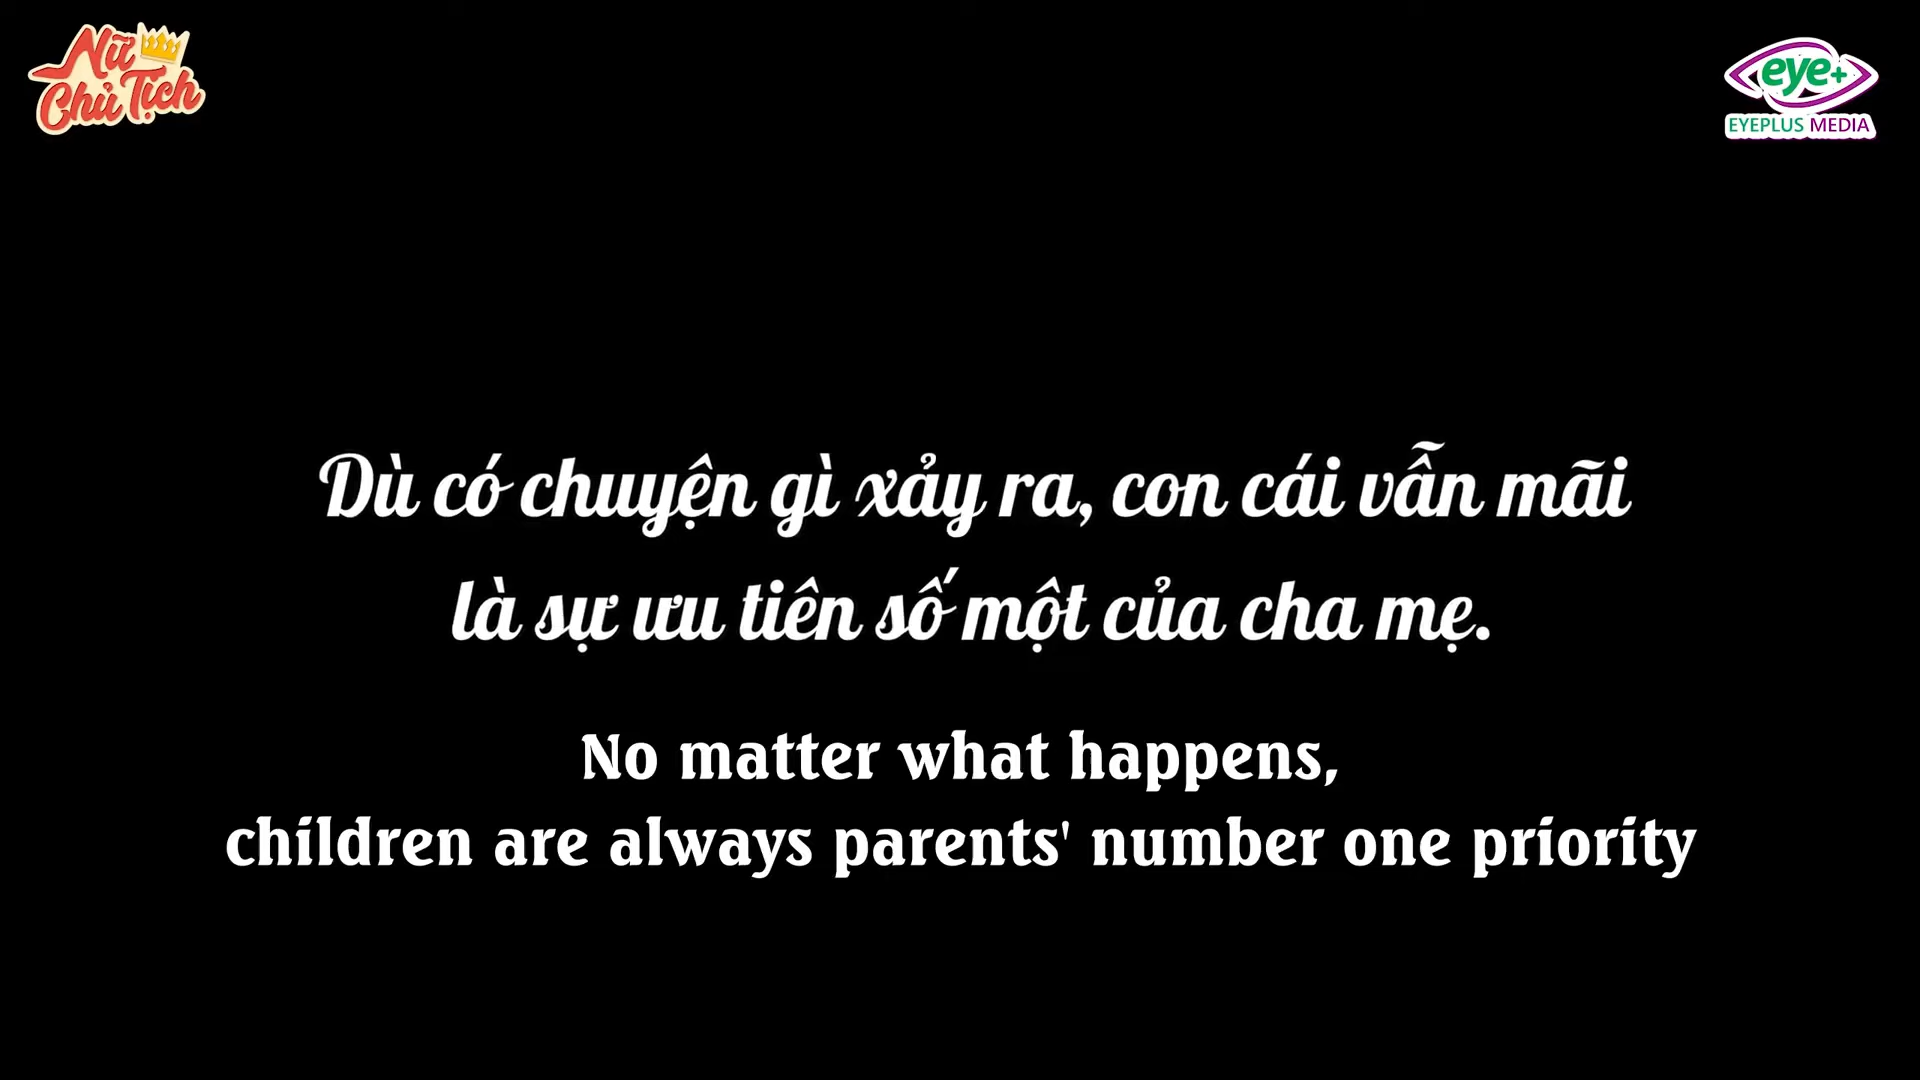 Nữ
Chủ Tịch
eye+
EYEPLUS MEDIA
Dù có chuyện gì xảy ra, con cái vẫn mãi
là sự ưu tiên số một của cha mẹ.
No matter what happens,
children are always parents' number one priority